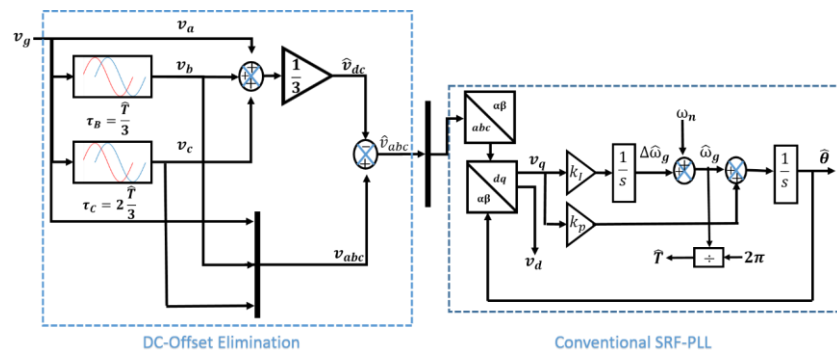 v_g
v_a
v_b
τ_B = T̂/3
v_c
τ_C = 2 T̂/3
1/3
v̂_dc
v̂_abc
v_abc
DC-Offset Elimination
αβ
abc
dq
αβ
v_q
v_d
k_I
k_p
1/s
Δω̂_g
ω_n
ω̂_g
1/s
θ̂
T̂
÷
2π
Conventional SRF-PLL